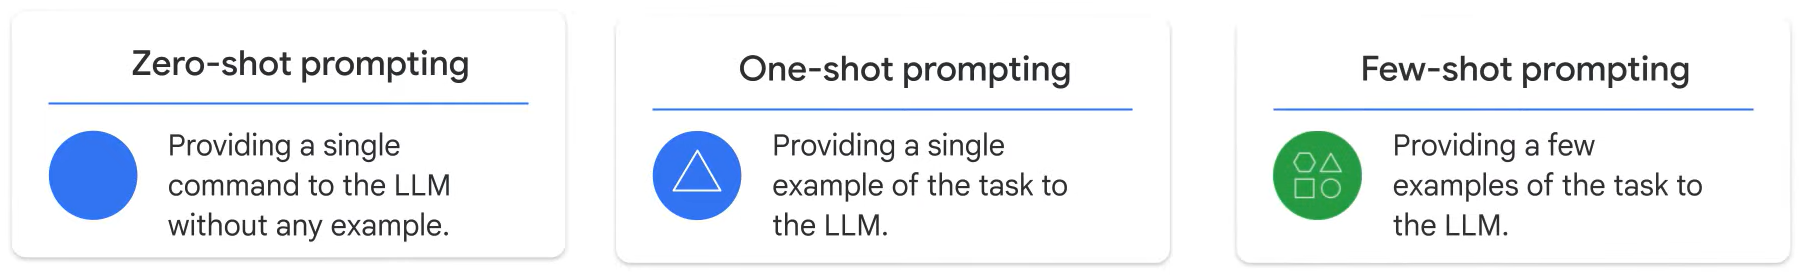 Zero-shot prompting
Providing a single
command to the LLM
without any example.
One-shot prompting
Providing a single
example of the task to
the LLM.
Few-shot prompting
Providing a few
examples of the task to
the LLM.